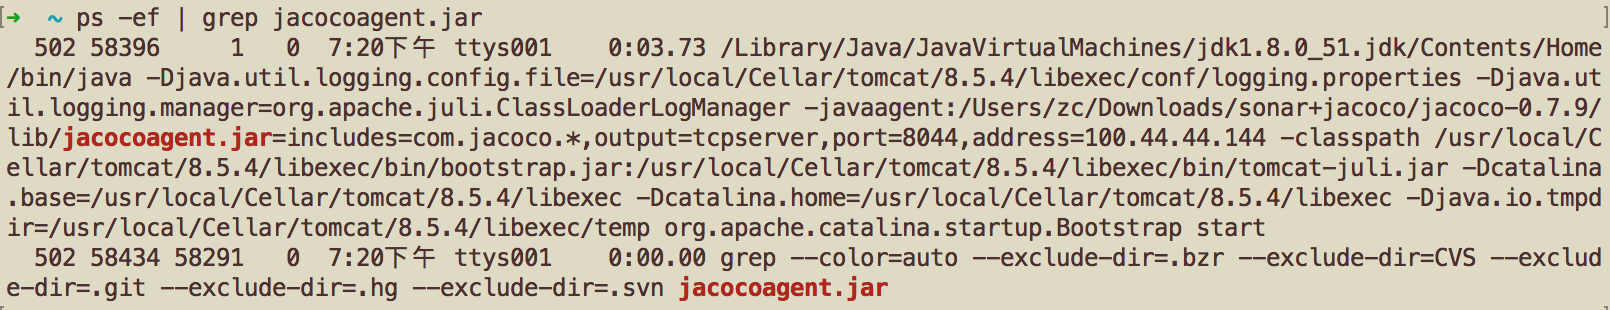 ➜  ~ ps -ef | grep jacocoagent.jar
  502 58396     1   0  7:20下午 ttys001    0:03.73 /Library/Java/JavaVirtualMachines/jdk1.8.0_51.jdk/Contents/Home
/bin/java -Djava.util.logging.config.file=/usr/local/Cellar/tomcat/8.5.4/libexec/conf/logging.properties -Djava.ut
il.logging.manager=org.apache.juli.ClassLoaderLogManager -javaagent:/Users/zc/Downloads/sonar+jacoco/jacoco-0.7.9/
lib/jacocoagent.jar=includes=com.jacoco.*,output=tcpserver,port=8044,address=100.44.44.144 -classpath /usr/local/C
ellar/tomcat/8.5.4/libexec/bin/bootstrap.jar:/usr/local/Cellar/tomcat/8.5.4/libexec/bin/tomcat-juli.jar -Dcatalina
.base=/usr/local/Cellar/tomcat/8.5.4/libexec -Dcatalina.home=/usr/local/Cellar/tomcat/8.5.4/libexec -Djava.io.tmpd
ir=/usr/local/Cellar/tomcat/8.5.4/libexec/temp org.apache.catalina.startup.Bootstrap start
  502 58434 58291   0  7:20下午 ttys001    0:00.00 grep --color=auto --exclude-dir=.bzr --exclude-dir=CVS --exclud
e-dir=.git --exclude-dir=.hg --exclude-dir=.svn jacocoagent.jar